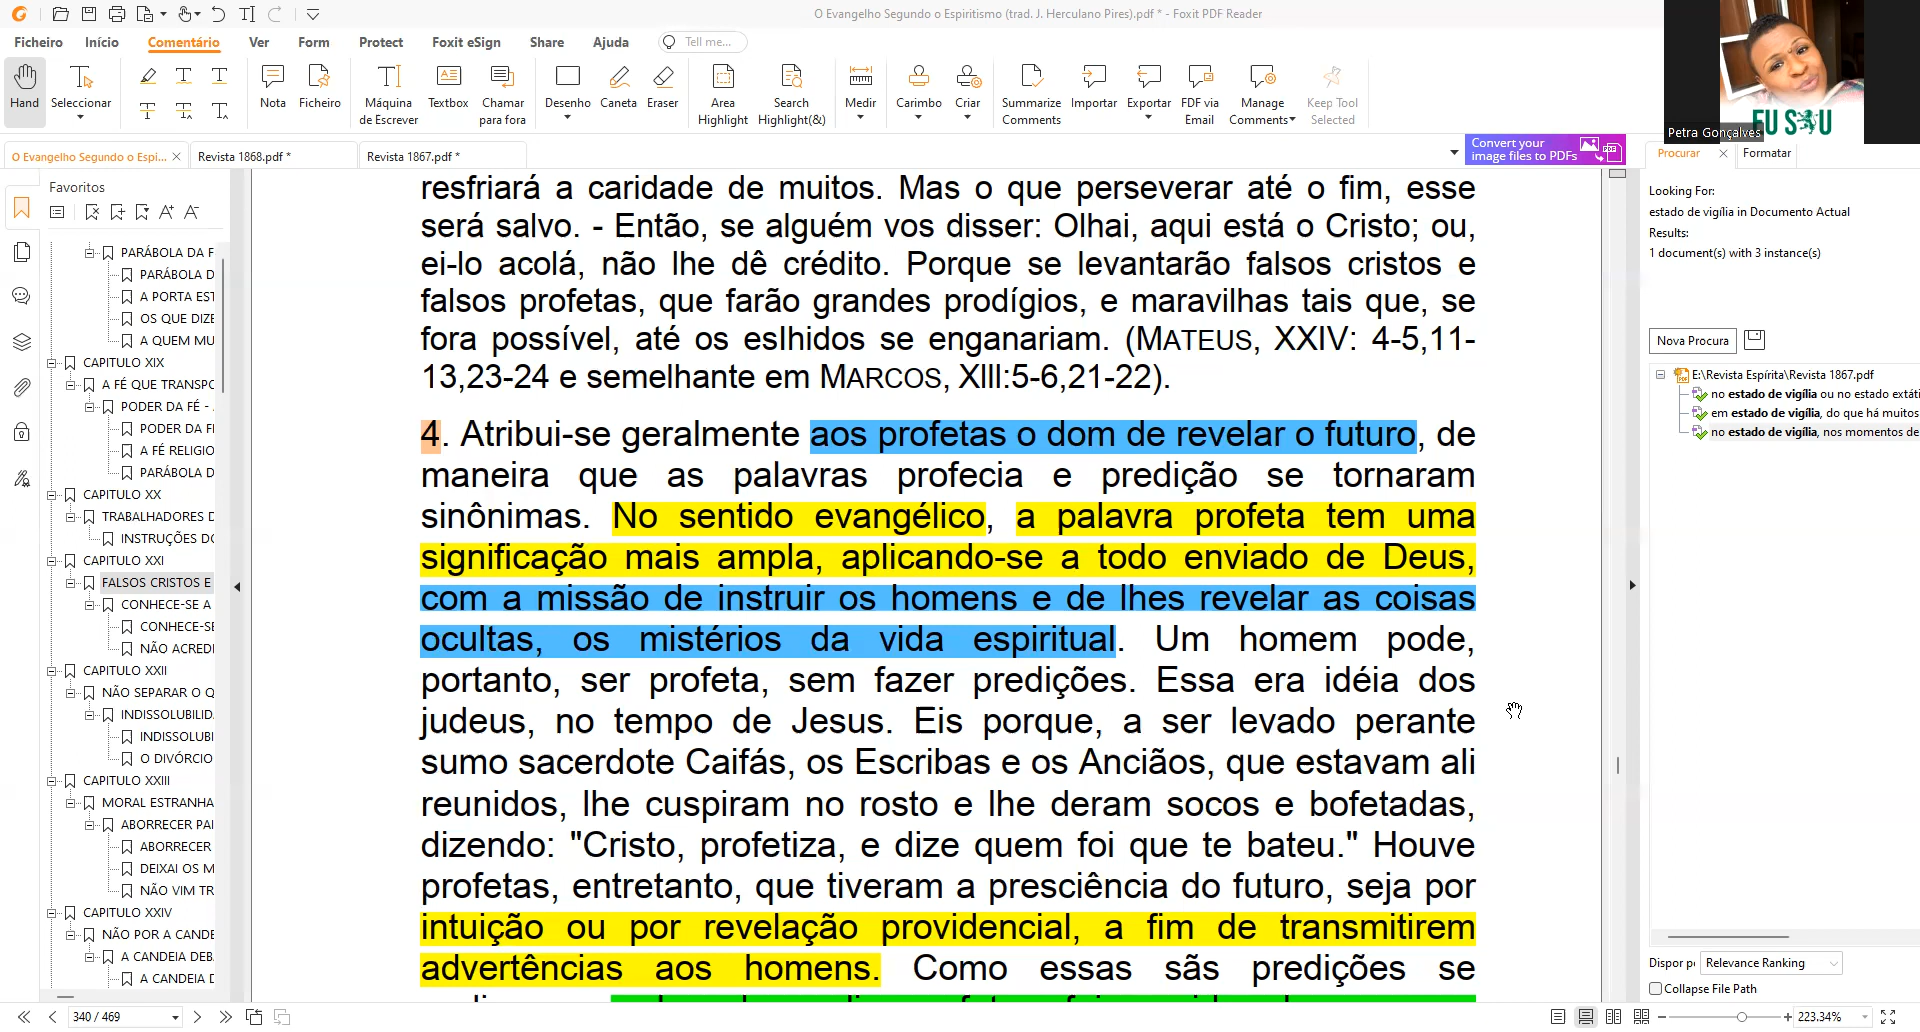 O Evangelho Segundo o Espiritismo (trad. J. Herculano Pires).pdf * - Foxit PDF Reader
Ficheiro Início Comentário Ver Form Protect Foxit eSign Share Ajuda Tell me...
Hand Seleccionar Nota Ficheiro Máquina de Escrever Textbox Chamar para fora Desenho Caneta Eraser Area Highlight Search Highlight(&) Medir Carimbo Criar Summarize Comments Importar Exportar FDF via Email Manage Comments Keep Tool Selected
EU SOU
Petra Gonçalves
O Evangelho Segundo o Espi... Revista 1868.pdf * Revista 1867.pdf *
Convert your
image files to PDFs
Procurar Formatar
Favoritos
PARÁBOLA DA F
PARÁBOLA D
A PORTA EST
OS QUE DIZE
A QUEM MU
CAPITULO XIX
A FÉ QUE TRANSPO
PODER DA FÉ -
PODER DA FI
A FÉ RELIGIO
PARÁBOLA D
CAPITULO XX
TRABALHADORES D
INSTRUÇÕES DO
CAPITULO XXI
FALSOS CRISTOS E
CONHECE-SE A
CONHECE-SE
NÃO ACREDI
CAPITULO XXII
NÃO SEPARAR O Q
INDISSOLUBILID
INDISSOLUBI
O DIVÓRCIO
CAPITULO XXIII
MORAL ESTRANHA
ABORRECER PAI
ABORRECER
DEIXAI OS M
NÃO VIM TR
CAPITULO XXIV
NÃO POR A CANDE
A CANDEIA DEB
A CANDEIA D
resfriará a caridade de muitos. Mas o que perseverar até o fim, esse
será salvo. - Então, se alguém vos disser: Olhai, aqui está o Cristo; ou,
ei-lo acolá, não lhe dê crédito. Porque se levantarão falsos cristos e
falsos profetas, que farão grandes prodígios, e maravilhas tais que, se
fora possível, até os eslhidos se enganariam. (MATEUS, XXIV: 4-5,11-
13,23-24 e semelhante em MARCOS, XIII:5-6,21-22).
4. Atribui-se geralmente aos profetas o dom de revelar o futuro, de
maneira que as palavras profecia e predição se tornaram
sinônimas. No sentido evangélico, a palavra profeta tem uma
significação mais ampla, aplicando-se a todo enviado de Deus,
com a missão de instruir os homens e de lhes revelar as coisas
ocultas, os mistérios da vida espiritual. Um homem pode,
portanto, ser profeta, sem fazer predições. Essa era idéia dos
judeus, no tempo de Jesus. Eis porque, a ser levado perante
sumo sacerdote Caifás, os Escribas e os Anciãos, que estavam ali
reunidos, lhe cuspiram no rosto e lhe deram socos e bofetadas,
dizendo: "Cristo, profetiza, e dize quem foi que te bateu." Houve
profetas, entretanto, que tiveram a presciência do futuro, seja por
intuição ou por revelação providencial, a fim de transmitirem
advertências aos homens. Como essas sãs predições se
Looking For:
estado de vigília in Documento Actual
Results:
1 document(s) with 3 instance(s)
Nova Procura
E:\Revista Espírita\Revista 1867.pdf
no estado de vigília ou no estado extáti
em estado de vigília, do que há muitos
no estado de vigília, nos momentos de
Dispor p Relevance Ranking
Collapse File Path
340 / 469
223.34%